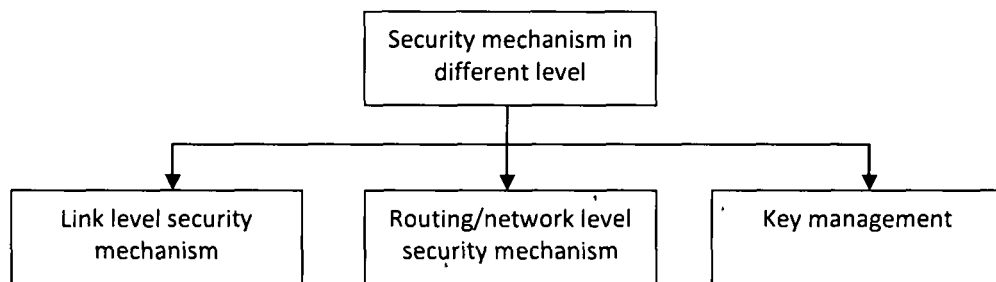 Security mechanism in
different level
Link level security
mechanism
Routing/network level
security mechanism
Key management